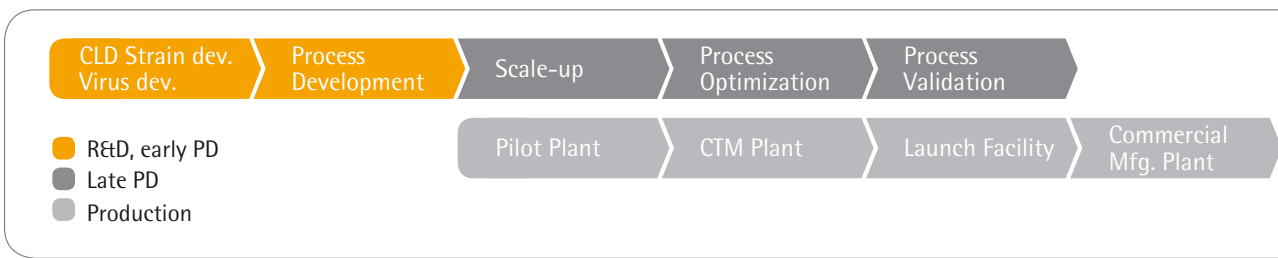 CLD Strain dev.
Virus dev.
Process
Development
Scale-up
Process
Optimization
Process
Validation
Pilot Plant
CTM Plant
Launch Facility
Commercial
Mfg. Plant
R&D, early PD
Late PD
Production